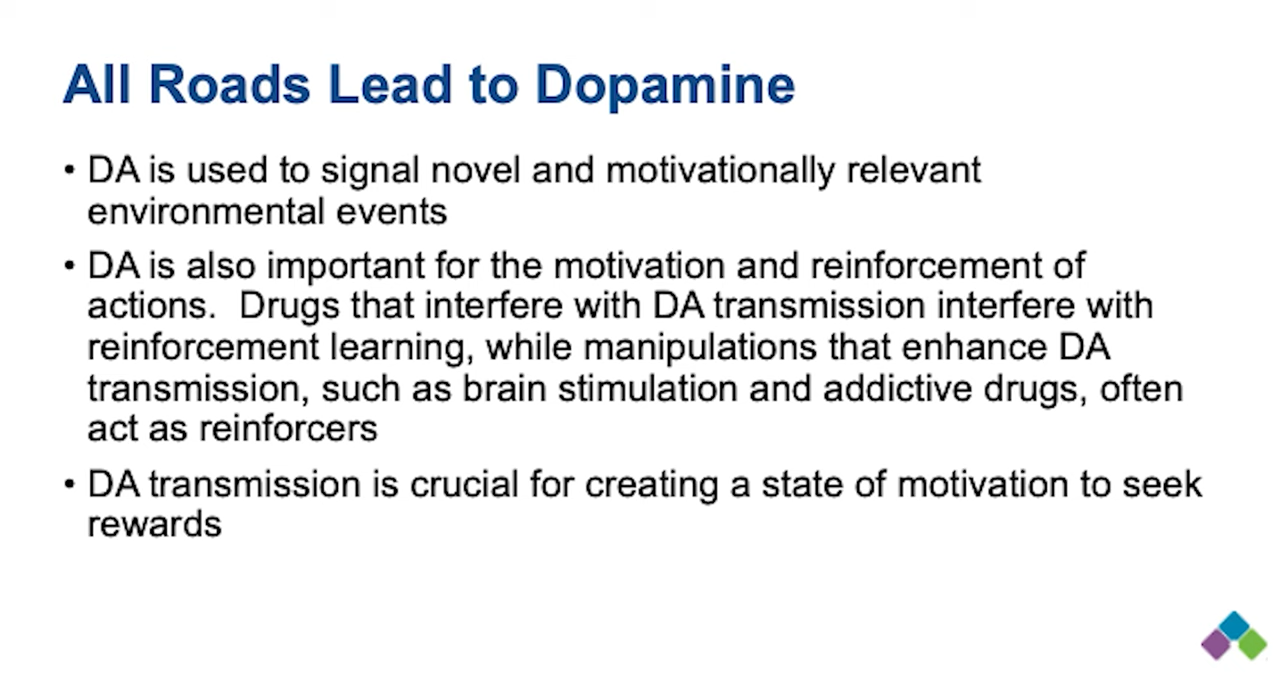 All Roads Lead to Dopamine
• DA is used to signal novel and motivationally relevant
environmental events
• DA is also important for the motivation and reinforcement of
actions.  Drugs that interfere with DA transmission interfere with
reinforcement learning, while manipulations that enhance DA
transmission, such as brain stimulation and addictive drugs, often
act as reinforcers
• DA transmission is crucial for creating a state of motivation to seek
rewards